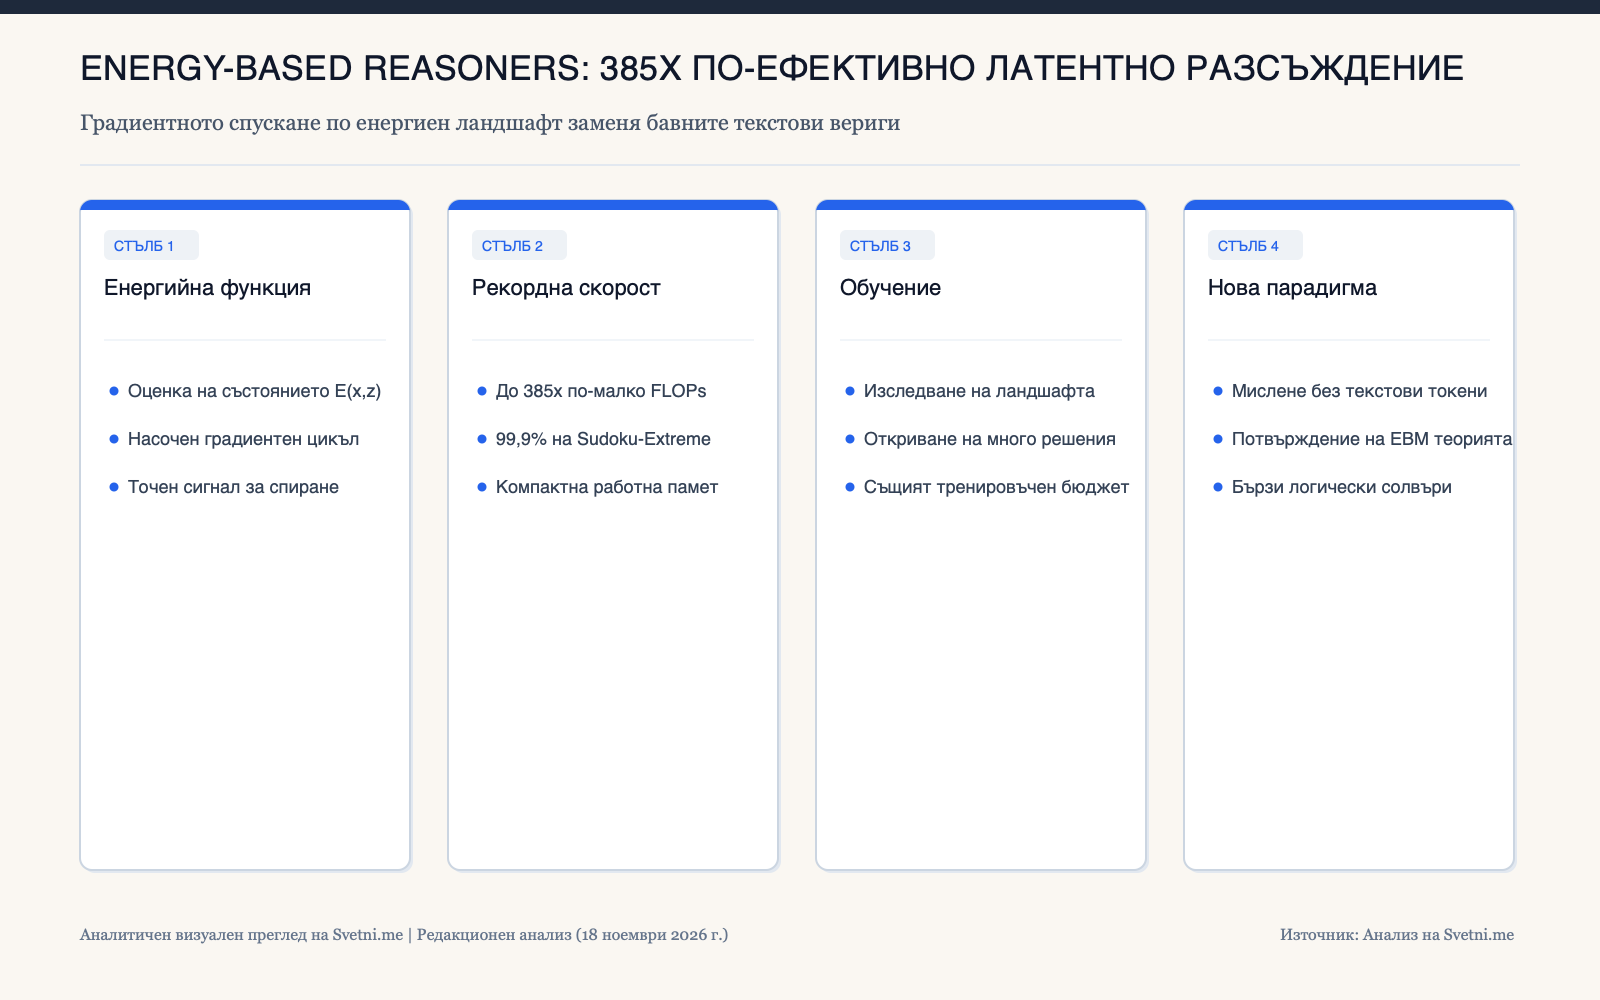 ENERGY-BASED REASONERS: 385X ПО-ЕФЕКТИВНО ЛАТЕНТНО РАЗСЪЖДЕНИЕ
Градиентното спускане по енергиен ландшафт заменя бавните текстови вериги
СТЪЛБ 1
Енергийна функция
Оценка на състоянието E(x,z)
Насочен градиентен цикъл
Точен сигнал за спиране
СТЪЛБ 2
Рекордна скорост
До 385x по-малко FLOPs
99,9% на Sudoku-Extreme
Компактна работна памет
СТЪЛБ 3
Обучение
Изследване на ландшафта
Откриване на много решения
Същият тренировъчен бюджет
СТЪЛБ 4
Нова парадигма
Мислене без текстови токени
Потвърждение на EBM теорията
Бързи логически солвъри
Аналитичен визуален преглед на Svetni.me | Редакционен анализ (18 ноември 2026 г.)
Източник: Анализ на Svetni.me